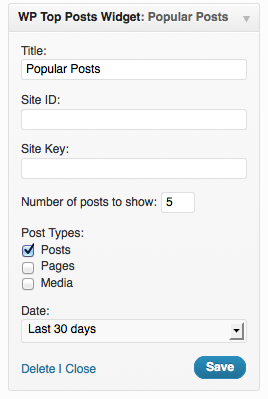 WP Top Posts Widget: Popular Posts
Title:
Popular Posts
Site ID:
Site Key:
Number of posts to show: 5
Post Types:
Posts
Pages
Media
Date:
Last 30 days
Delete | Close Save